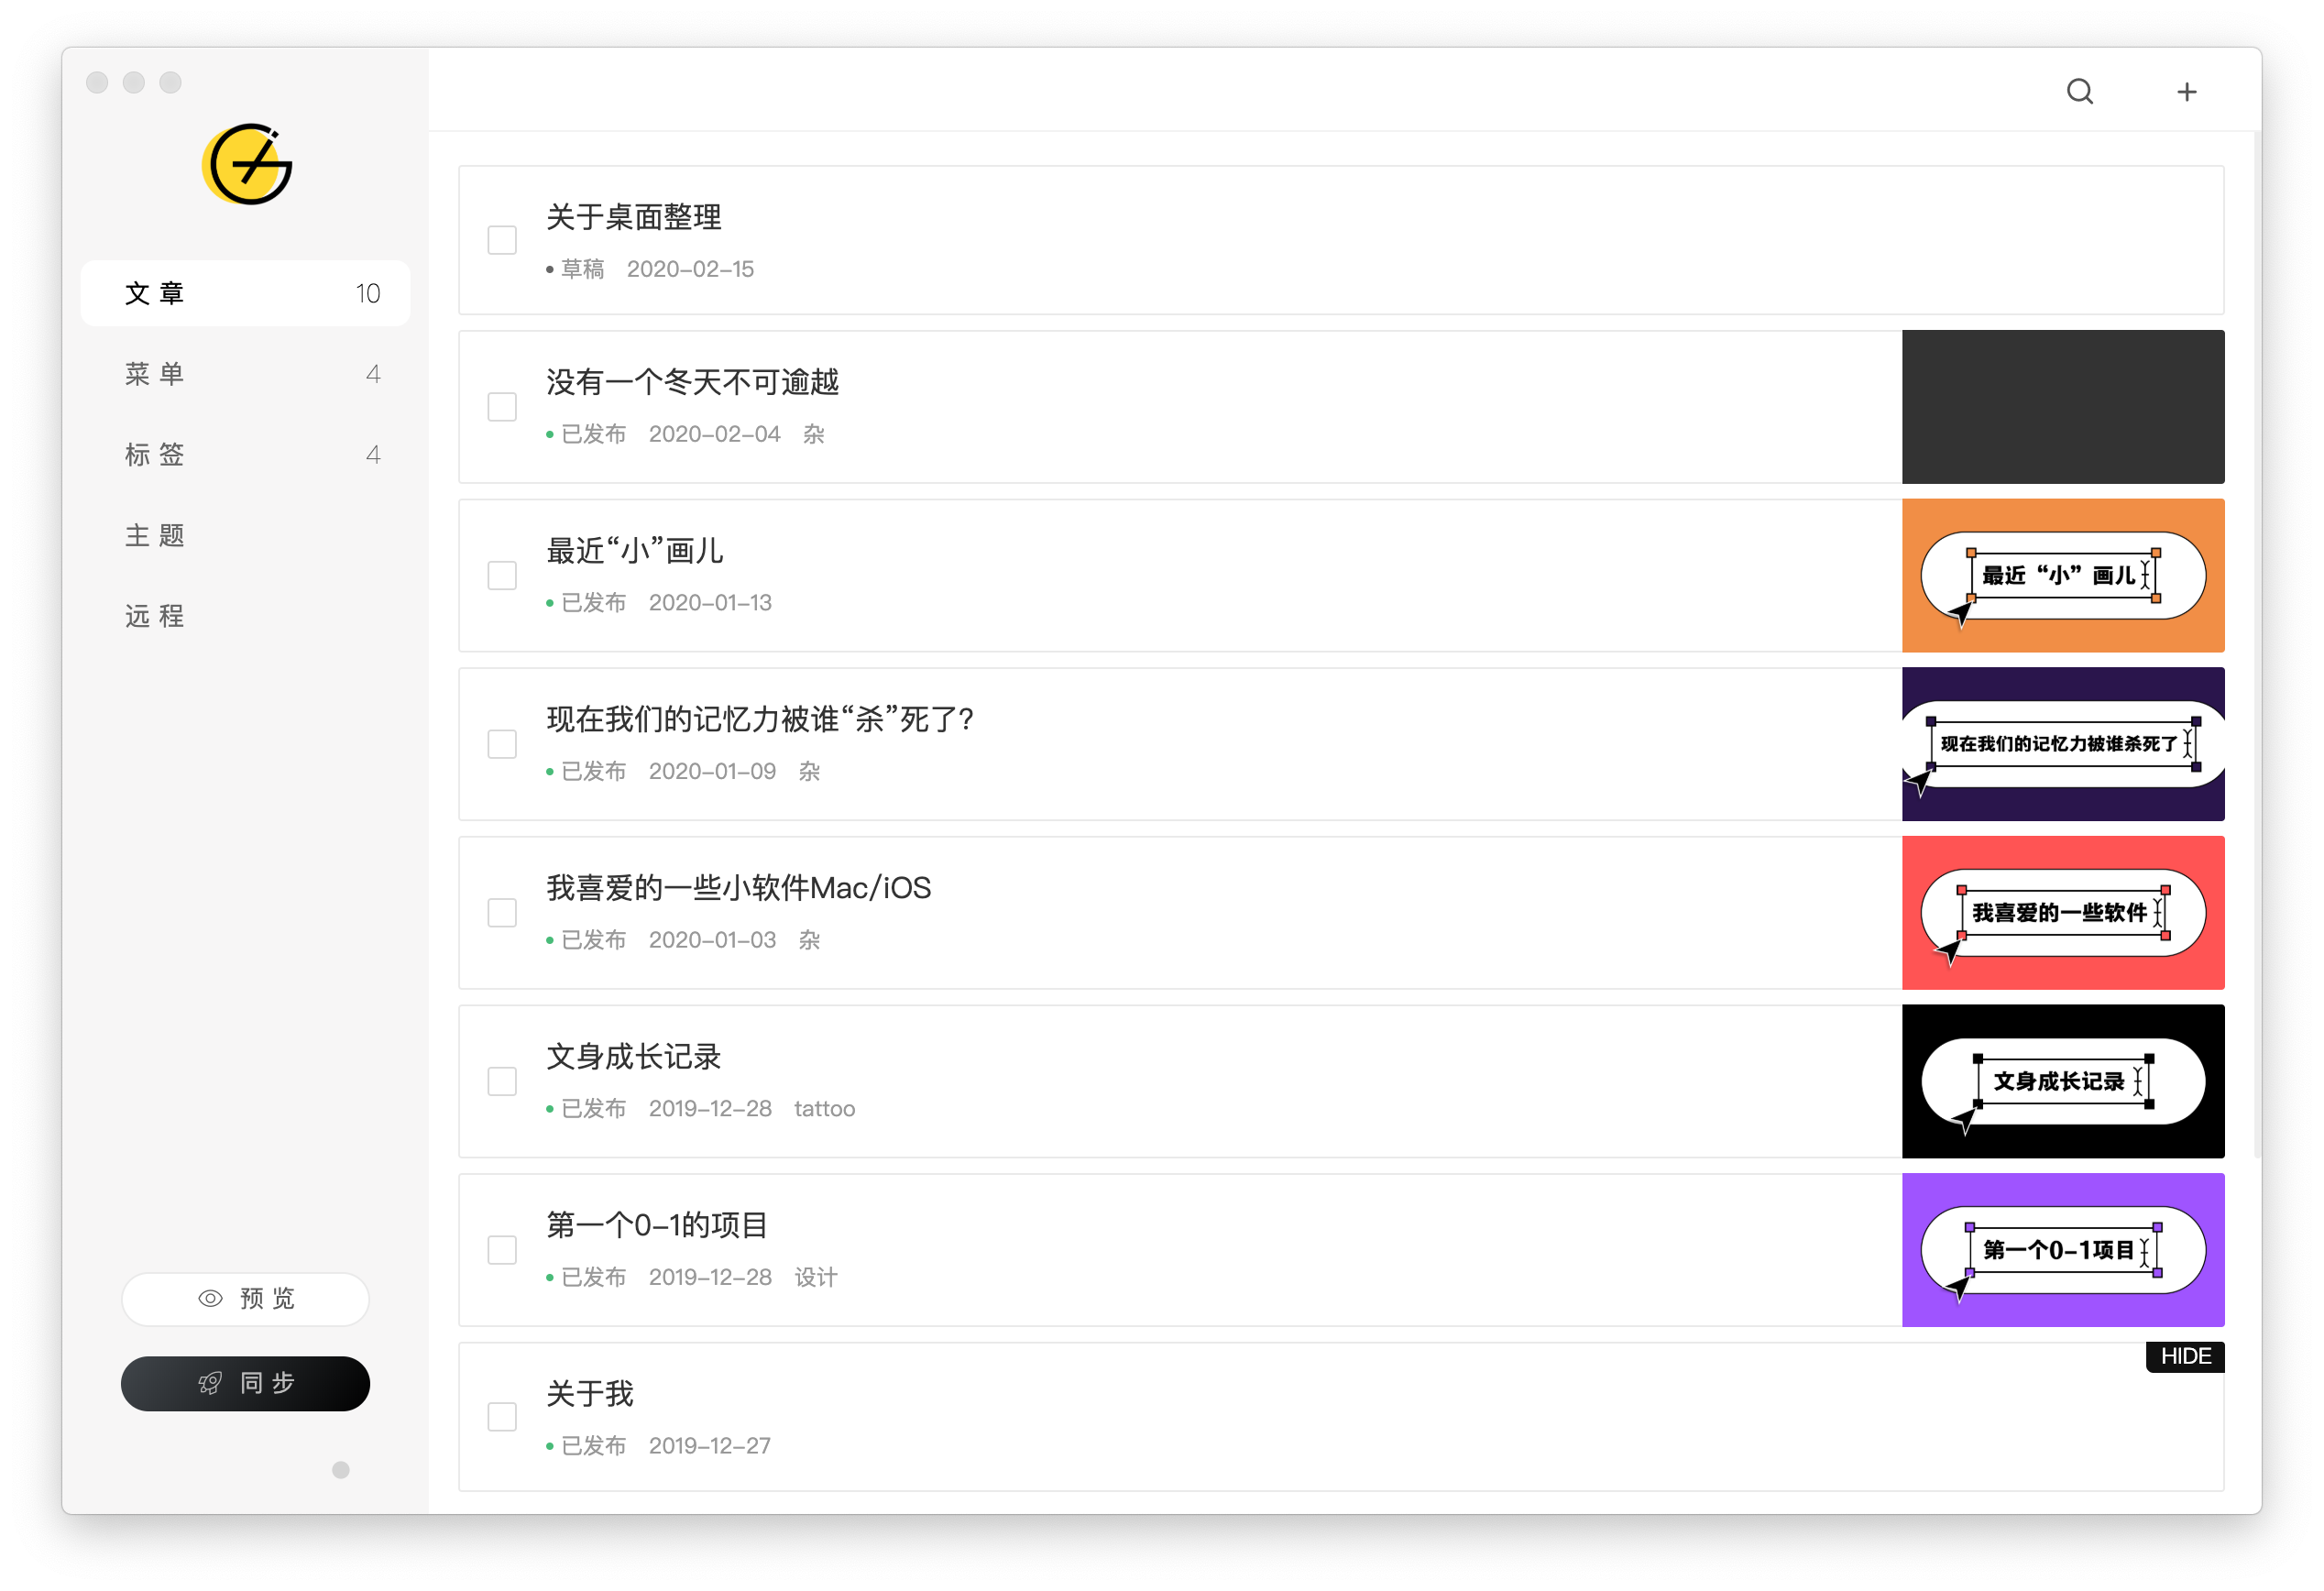 文章 10
菜单 4
标签 4
主题
远程
预览
同步
关于桌面整理
草稿 2020-02-15
没有一个冬天不可逾越
已发布 2020-02-04 杂
最近“小”画儿
已发布 2020-01-13
最近“小”画儿
现在我们的记忆力被谁“杀”死了?
已发布 2020-01-09 杂
现在我们的记忆力被谁杀死了
我喜爱的一些小软件Mac/iOS
已发布 2020-01-03 杂
我喜爱的一些软件
文身成长记录
已发布 2019-12-28 tattoo
文身成长记录
第一个0-1的项目
已发布 2019-12-28 设计
第一个0-1项目
HIDE
关于我
已发布 2019-12-27